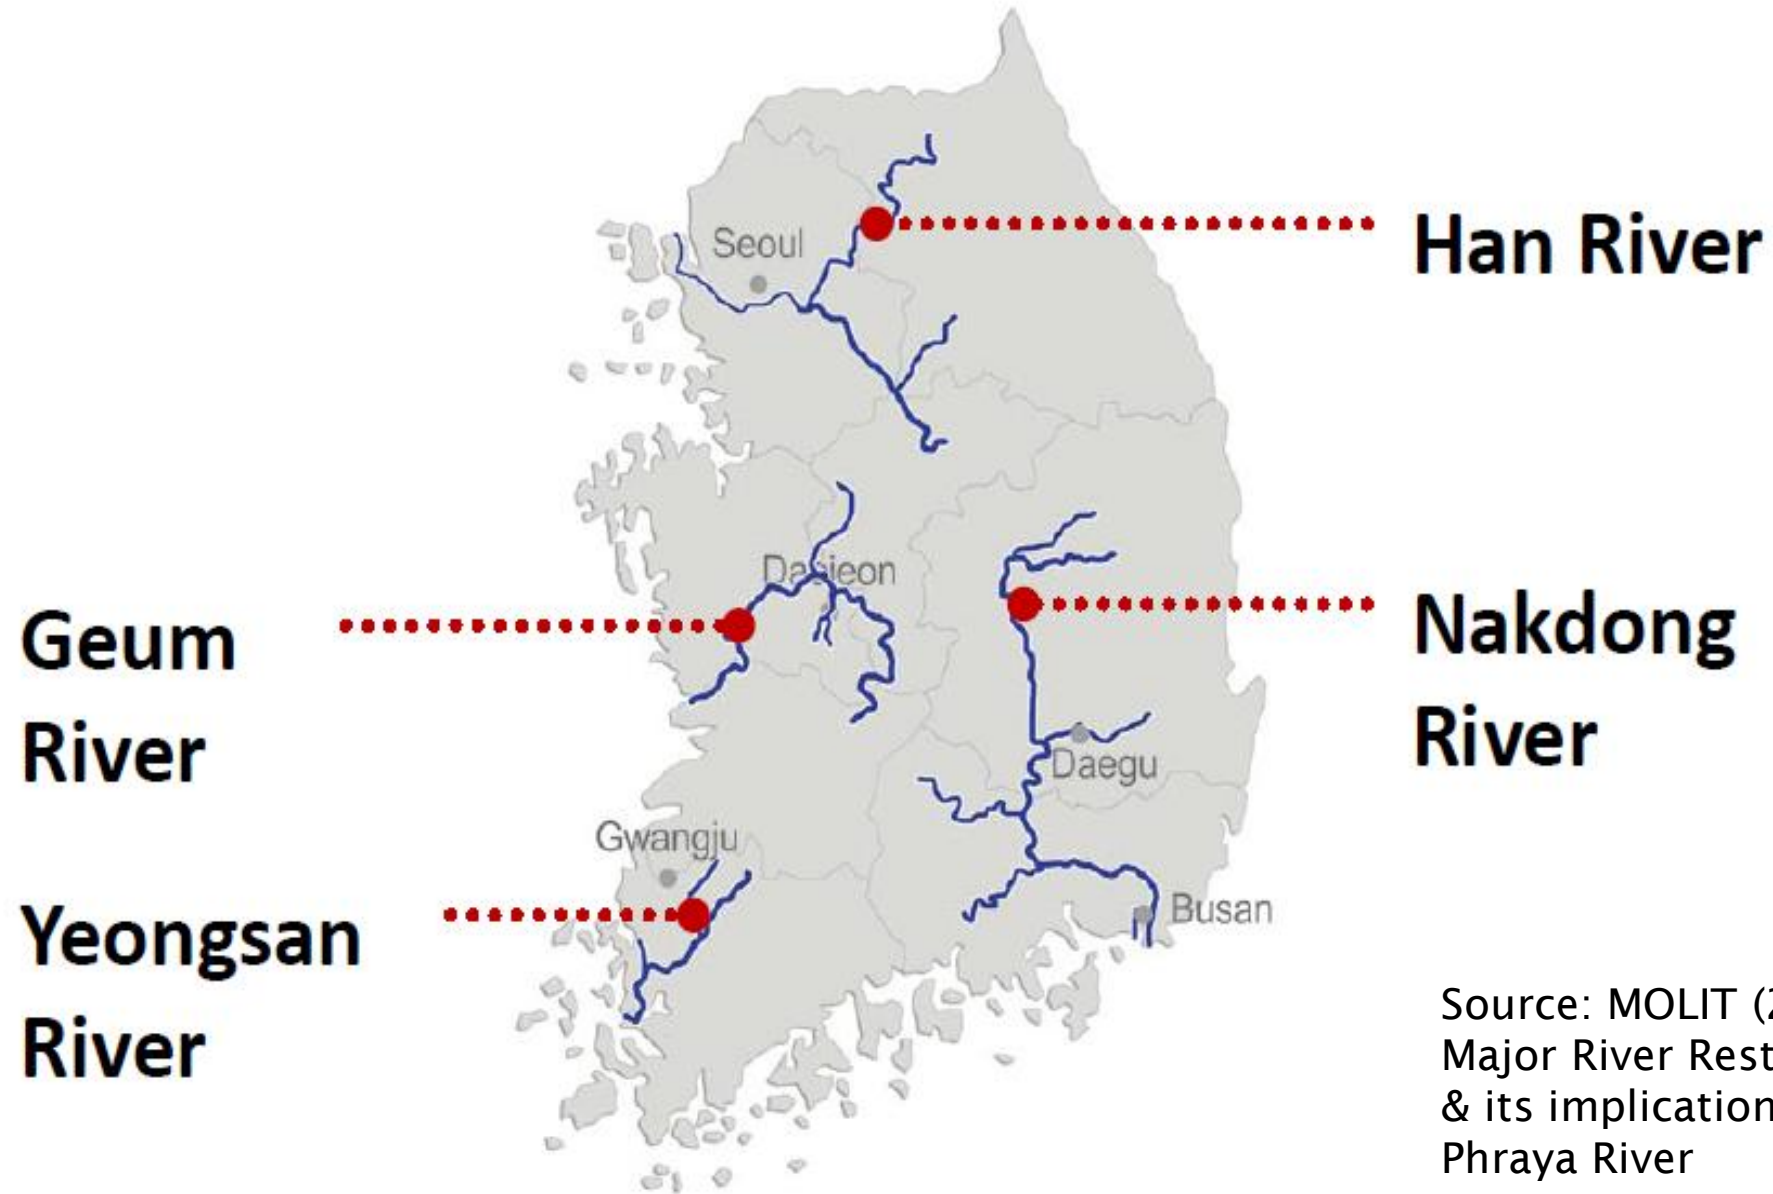 Seoul
Han River
Daejeon
Geum
River
Nakdong
River
Daegu
Gwangju
Yeongsan
River
Busan
Source: MOLIT (
Major River Rest
& its implication
Phraya River